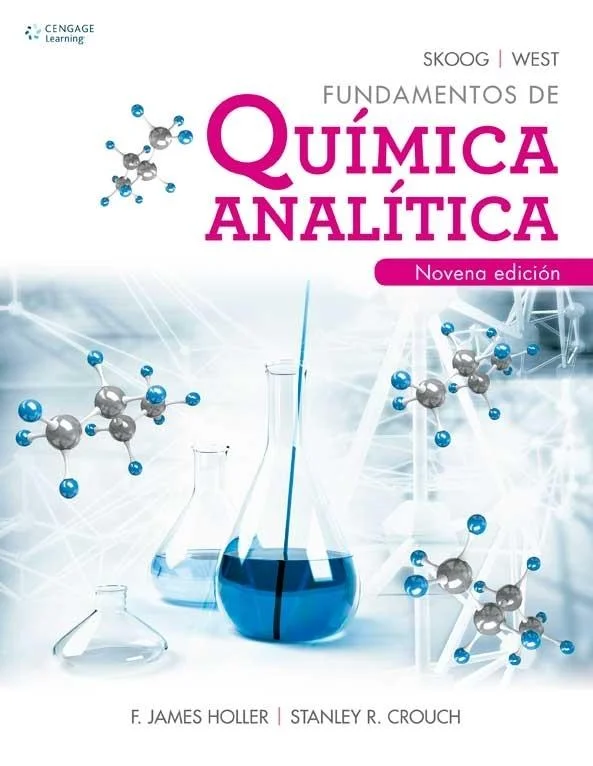 CENGAGE
Learning
SKOOG | WEST
FUNDAMENTOS DE
QUÍMICA
ANALÍTICA
Novena edición
F. JAMES HOLLER | STANLEY R. CROUCH